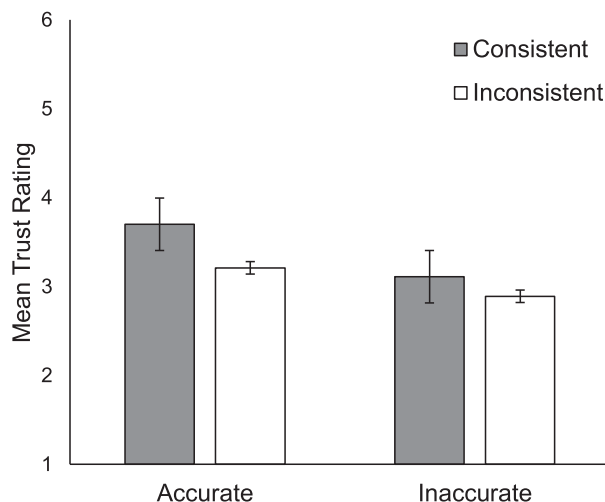 6
Consistent
Inconsistent
5
4
3
2
1
Mean Trust Rating
Accurate
Inaccurate